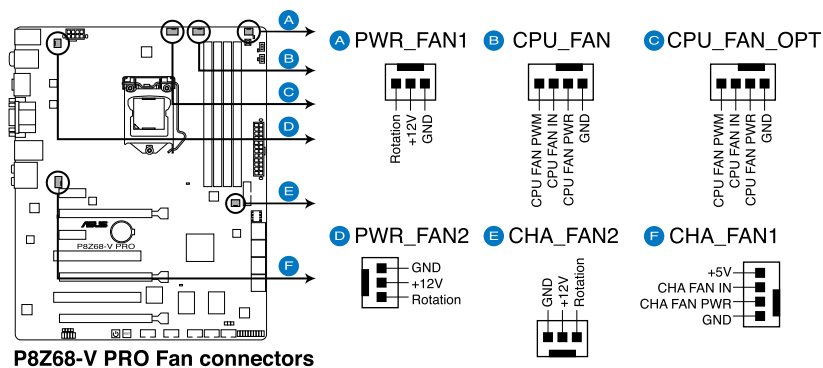 A
B
C
D
E
F
ASUS
P8Z68-V PRO
A PWR_FAN1
Rotation
+12V
GND
B CPU_FAN
CPU FAN PWM
CPU FAN IN
CPU FAN PWR
GND
C CPU_FAN_OPT
CPU FAN PWM
CPU FAN IN
CPU FAN PWR
GND
D PWR_FAN2
GND
+12V
Rotation
E CHA_FAN2
GND
+12V
Rotation
F CHA_FAN1
+5V
CHA FAN IN
CHA FAN PWR
GND
P8Z68-V PRO Fan connectors